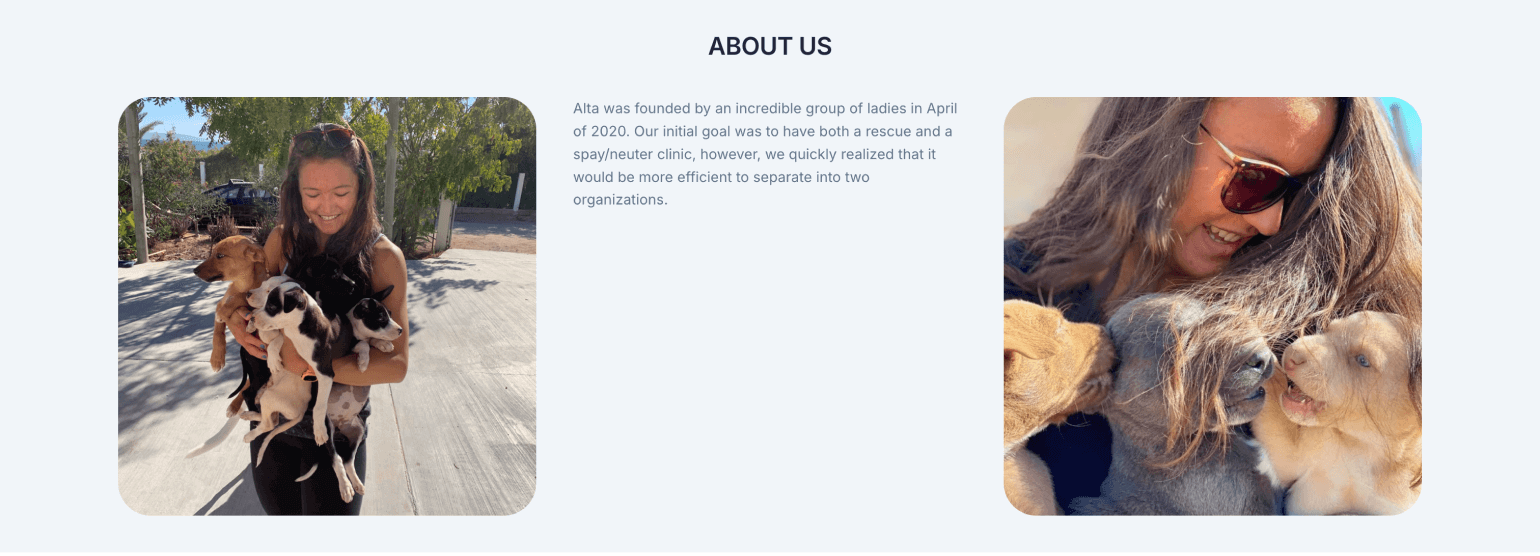 ABOUT US
Alta was founded by an incredible group of ladies in April
of 2020. Our initial goal was to have both a rescue and a
spay/neuter clinic, however, we quickly realized that it
would be more efficient to separate into two
organizations.